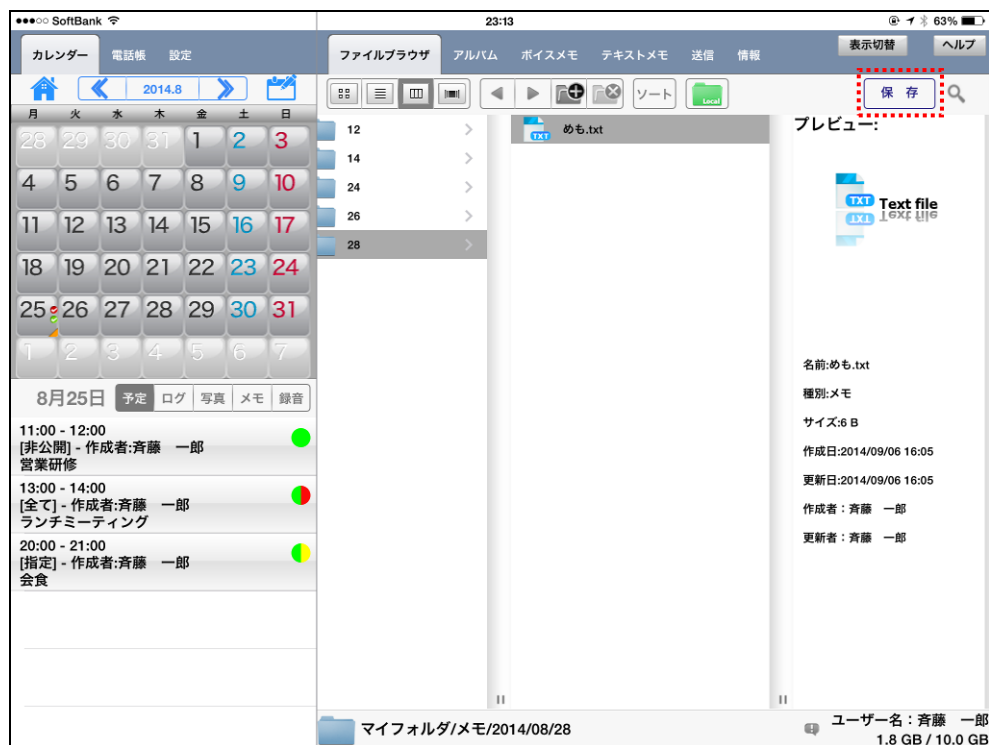 SoftBank
23:13
63%
カレンダー 電話帳 設定
ファイルブラウザ アルバム ボイスメモ テキストメモ 送信 情報
表示切替 ヘルプ
2014.8
ソート
Local
保 存
月 火 水 木 金 土 日
28 29 30 31 1 2 3
4 5 6 7 8 9 10
11 12 13 14 15 16 17
18 19 20 21 22 23 24
25 26 27 28 29 30 31
1 2 3 4 5 6 7
8月25日 予定 ログ 写真 メモ 録音
11:00 - 12:00
[非公開] - 作成者:斉藤 一郎
営業研修
13:00 - 14:00
[全て] - 作成者:斉藤 一郎
ランチミーティング
20:00 - 21:00
[指定] - 作成者:斉藤 一郎
会食
12
14
24
26
28
TXT めも.txt
プレビュー:
TXT Text file
名前:めも.txt
種別:メモ
サイズ:6 B
作成日:2014/09/06 16:05
更新日:2014/09/06 16:05
作成者：斉藤 一郎
更新者：斉藤 一郎
マイフォルダ/メモ/2014/08/28
ユーザー名：斉藤 一郎
1.8 GB / 10.0 GB